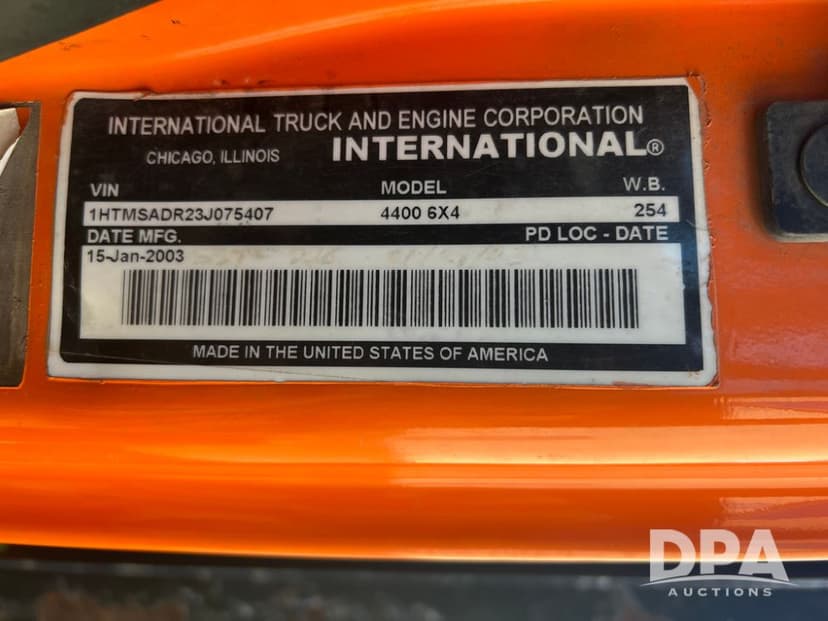 INTERNATIONAL TRUCK AND ENGINE CORPORATION
CHICAGO, ILLINOIS INTERNATIONAL®
VIN MODEL W.B.
1HTMSADR23J075407 4400 6X4 254
DATE MFG. PD LOC - DATE
15-Jan-2003
MADE IN THE UNITED STATES OF AMERICA
DPA
AUCTIONS